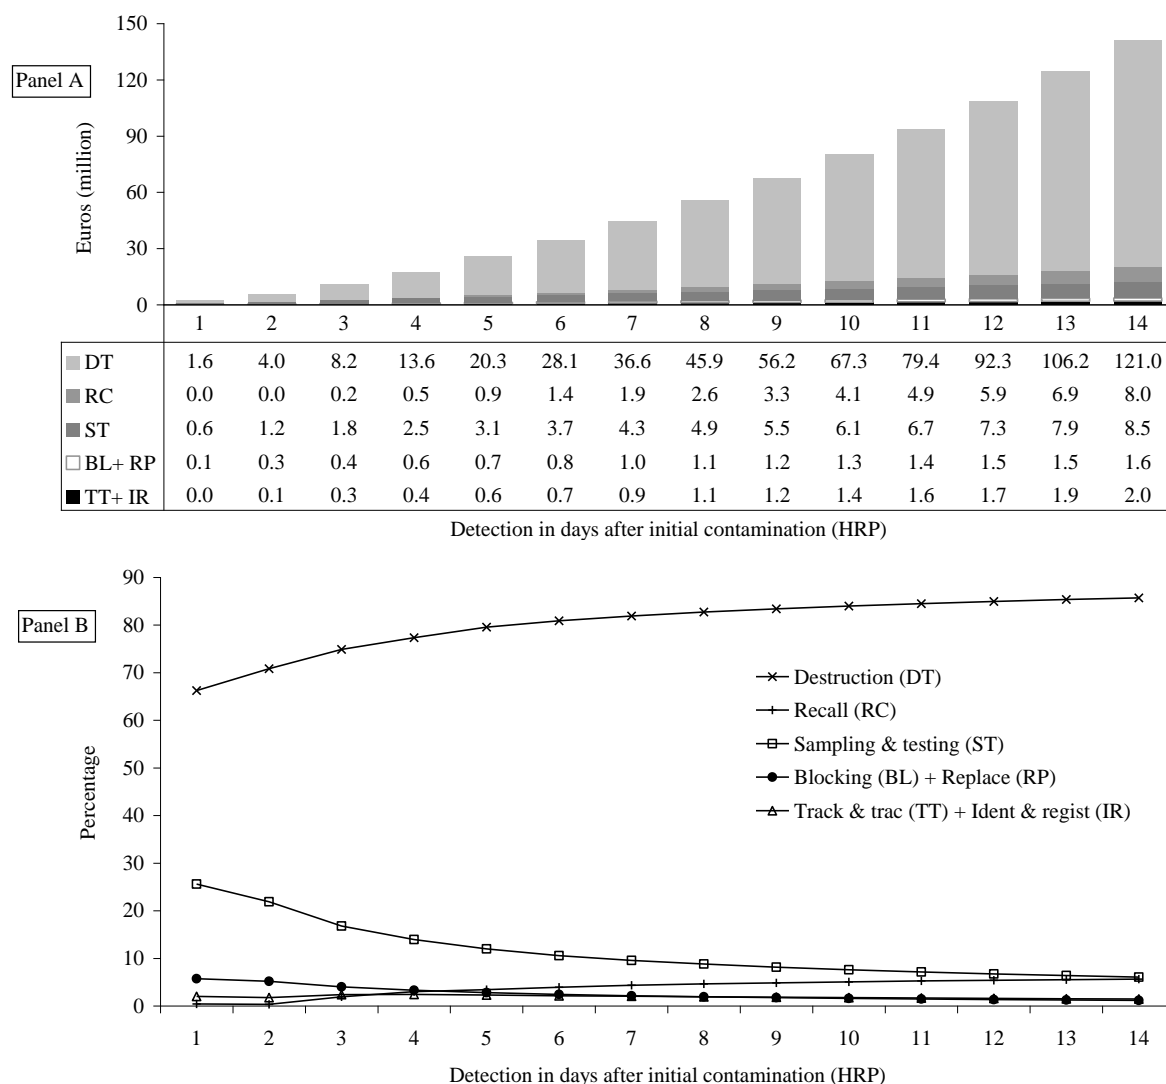 Panel A
Euros (million)
150
120
90
60
30
0
1 2 3 4 5 6 7 8 9 10 11 12 13 14
DT 1.6 4.0 8.2 13.6 20.3 28.1 36.6 45.9 56.2 67.3 79.4 92.3 106.2 121.0
RC 0.0 0.0 0.2 0.5 0.9 1.4 1.9 2.6 3.3 4.1 4.9 5.9 6.9 8.0
ST 0.6 1.2 1.8 2.5 3.1 3.7 4.3 4.9 5.5 6.1 6.7 7.3 7.9 8.5
BL+ RP 0.1 0.3 0.4 0.6 0.7 0.8 1.0 1.1 1.2 1.3 1.4 1.5 1.5 1.6
TT+ IR 0.0 0.1 0.3 0.4 0.6 0.7 0.9 1.1 1.2 1.4 1.6 1.7 1.9 2.0
Detection in days after initial contamination (HRP)
Panel B
Percentage
90
80
70
60
50
40
30
20
10
0
Destruction (DT)
Recall (RC)
Sampling & testing (ST)
Blocking (BL) + Replace (RP)
Track & trac (TT) + Ident & regist (IR)
1 2 3 4 5 6 7 8 9 10 11 12 13 14
Detection in days after initial contamination (HRP)